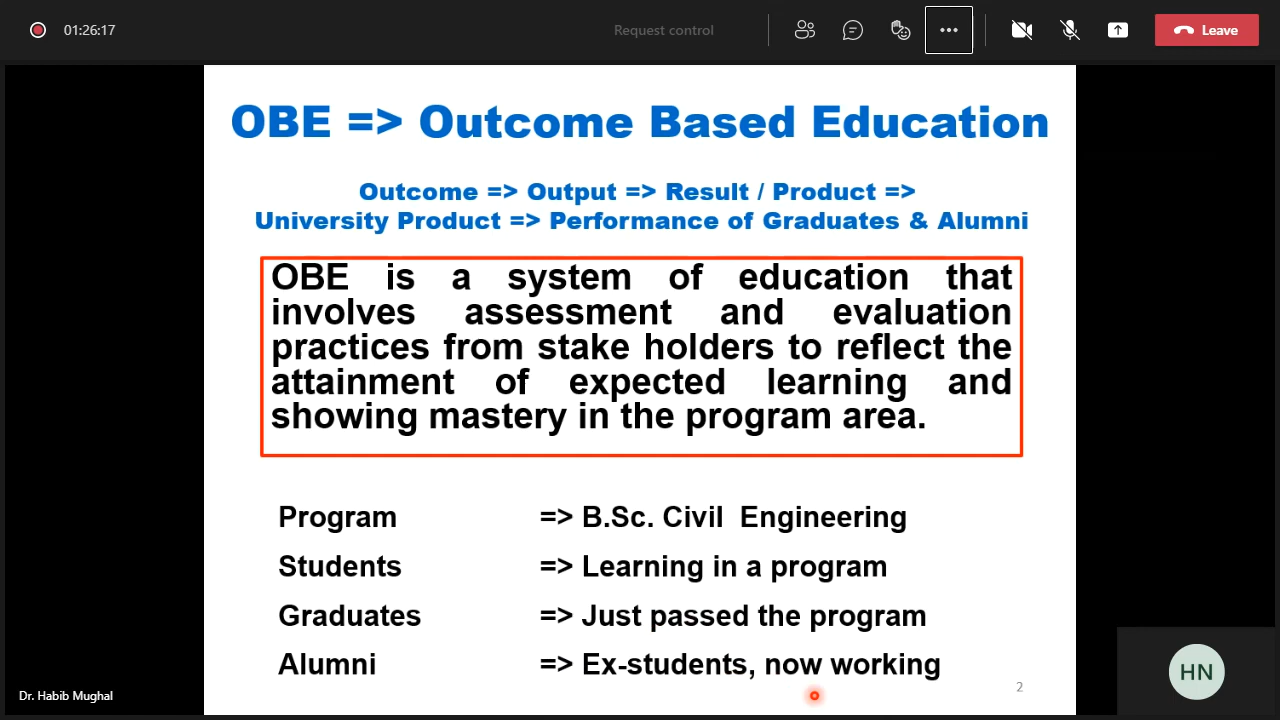 01:26:17
Request control
Leave
OBE => Outcome Based Education
Outcome => Output => Result / Product =>
University Product => Performance of Graduates & Alumni
OBE is a system of education that
involves assessment and evaluation
practices from stake holders to reflect the
attainment of expected learning and
showing mastery in the program area.
Program => B.Sc. Civil Engineering
Students => Learning in a program
Graduates => Just passed the program
Alumni => Ex-students, now working
2
Dr. Habib Mughal
HN